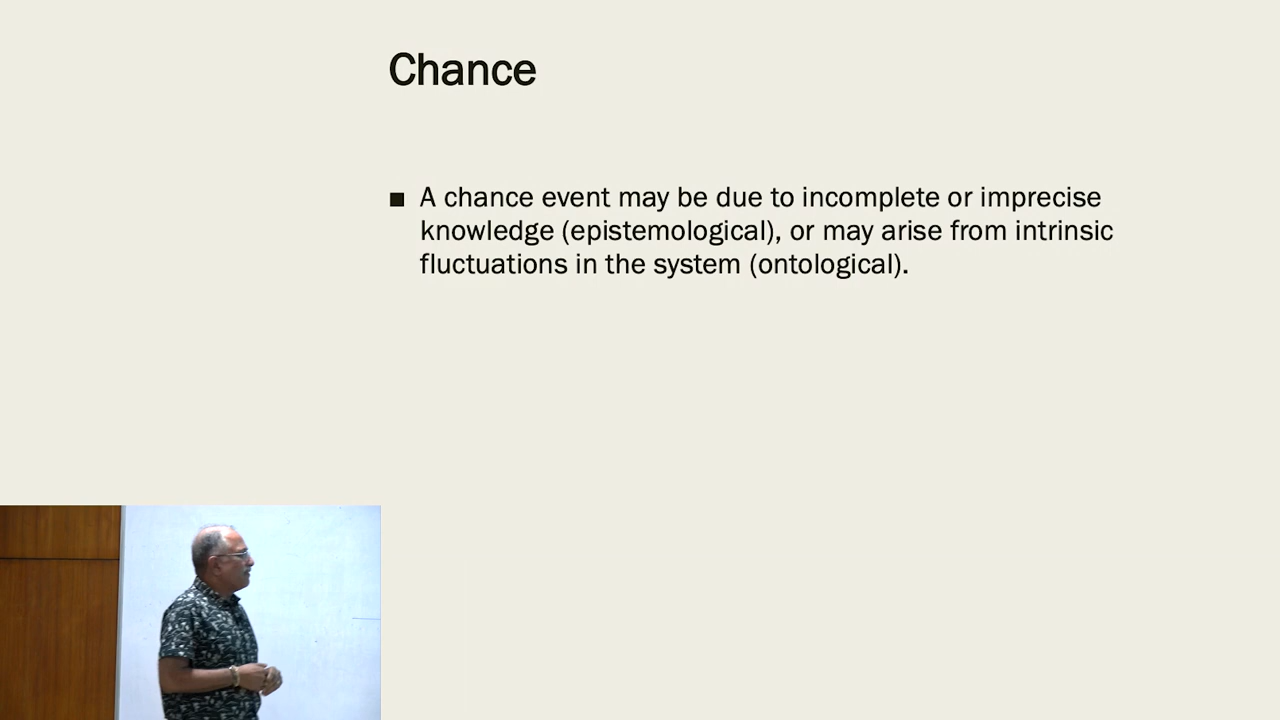 Chance
■ A chance event may be due to incomplete or imprecise
knowledge (epistemological), or may arise from intrinsic
fluctuations in the system (ontological).